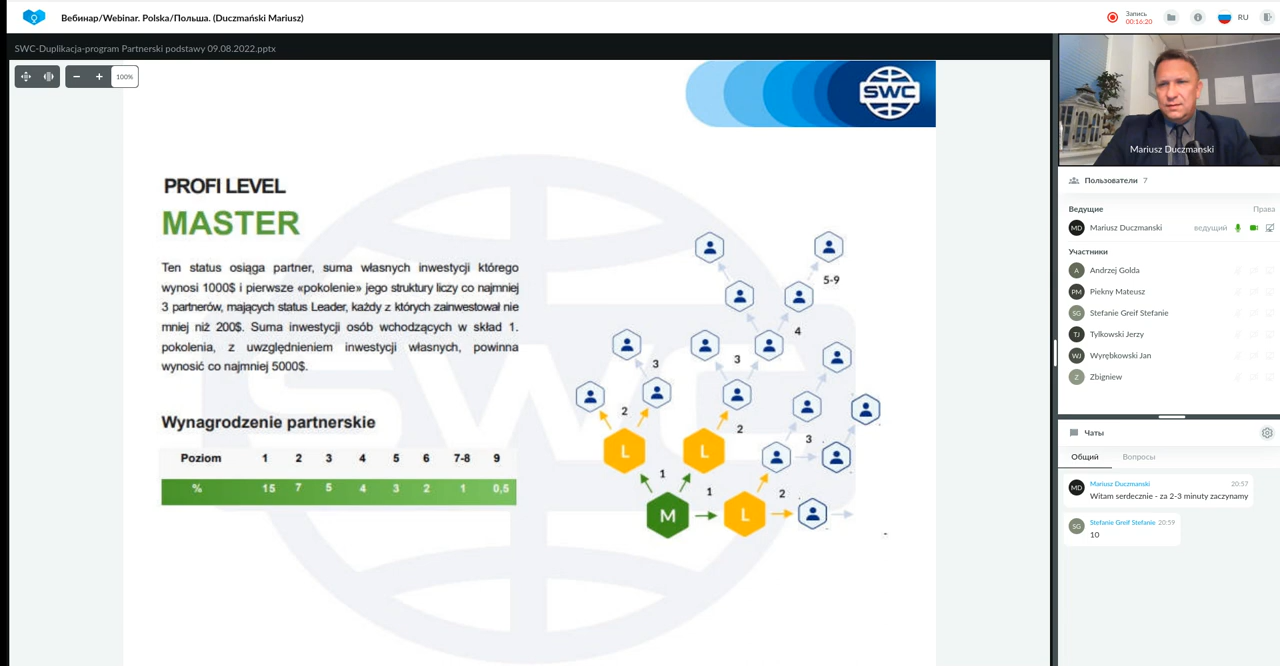 Вебинар/Webinar. Polska/Польша. (Duczmański Mariusz)
Запись
00:16:20
RU
SWC-Duplikacja-program Partnerski podstawy 09.08.2022.pptx
100%
SWC
PROFI LEVEL
MASTER
Ten status osiąga partner, suma własnych inwestycji którego
wynosi 1000$ i pierwsze «pokolenie» jego struktury liczy co najmniej
3 partnerów, mających status Leader, każdy z których zainwestował nie
mniej niż 200$. Suma inwestycji osób wchodzących w skład 1.
pokolenia, z uwzględnieniem inwestycji własnych, powinna
wynosić co najmniej 5000$.
Wynagrodzenie partnerskie
Poziom 1 2 3 4 5 6 7-8 9
% 15 7 5 4 3 2 1 0,5
5-9
4
3
3
2
2
3
L
L
1
1
2
M
L
SWC
Mariusz Duczmanski
Пользователи 7
Ведущие Права
MD Mariusz Duczmanski ведущий
Участники
A Andrzej Golda
PM Piekny Mateusz
SG Stefanie Greif Stefanie
TJ Tylkowski Jerzy
WJ Wyrębkowski Jan
Z Zbigniew
Чаты
Общий Вопросы
MD Mariusz Duczmanski 20:57
Witam serdecznie - za 2-3 minuty zaczynamy
SG Stefanie Greif Stefanie 20:59
10